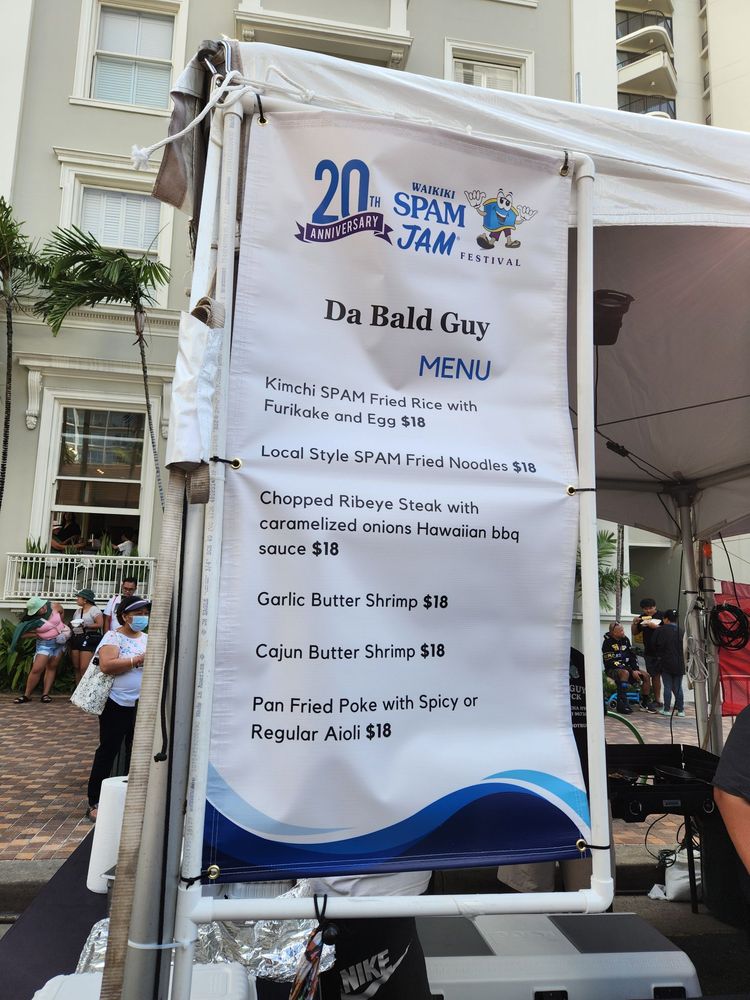 20TH
ANNIVERSARY
WAIKIKI
SPAM
JAM®
FESTIVAL
Da Bald Guy
MENU
Kimchi SPAM Fried Rice with
Furikake and Egg $18
Local Style SPAM Fried Noodles $18
Chopped Ribeye Steak with
caramelized onions Hawaiian bbq
sauce $18
Garlic Butter Shrimp $18
Cajun Butter Shrimp $18
Pan Fried Poke with Spicy or
Regular Aioli $18
GUY
CK
NIKE